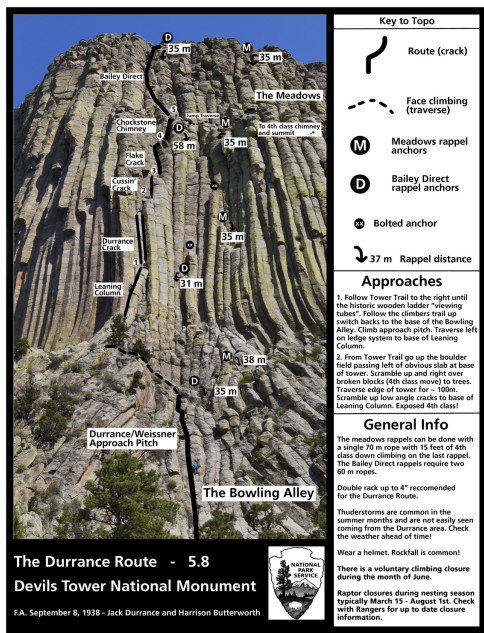 D
35 m
M
35 m
Bailey Direct
The Meadows
5
Jump Traverse
Chockstone
Chimney
M
D
To 4th class chimney
and summit
4
58 m
35 m
Flake
Crack
3
Cussin'
Crack
2
XX
M
35 m
Durrance
Crack
XX
1
D
31 m
Leaning
Column
M
38 m
D
35 m
Durrance/Weissner
Approach Pitch
The Bowling Alley
The Durrance Route - 5.8
Devils Tower National Monument
F.A. September 8, 1938 - Jack Durrance and Harrison Butterworth
NATIONAL
PARK
SERVICE
Key to Topo
Route (crack)
Face climbing
(traverse)
M
Meadows rappel
anchors
D
Bailey Direct
rappel anchors
XX
Bolted anchor
37 m Rappel distance
Approaches
1. Follow Tower Trail to the right until
the historic wooden ladder "viewing
tubes". Follow the climbers trail up
switch backs to the base of the Bowling
Alley. Climb approach pitch. Traverse left
on ledge system to base of Leaning
Column.
2. From Tower Trail go up the boulder
field passing left of obvious slab at base
of tower. Scramble up and right over
broken blocks (4th class move) to trees.
Traverse edge of tower for ~ 100m.
Scramble up low angle cracks to base of
Leaning Column. Exposed 4th class!
General Info
The meadows rappels can be done with
a single 70 m rope with 15 feet of 4th
class down climbing on the last rappel.
The Bailey Direct rappels require two
60 m ropes.
Double rack up to 4" reccomended
for the Durrance Route.
Thuderstorms are common in the
summer months and are not easily seen
coming from the Durrance area. Check
the weather ahead of time!
Wear a helmet. Rockfall is common!
There is a voluntary climbing closure
during the month of June.
Raptor closures during nesting season
typically March 15 - August 1st. Check
with Rangers for up to date closure
information.